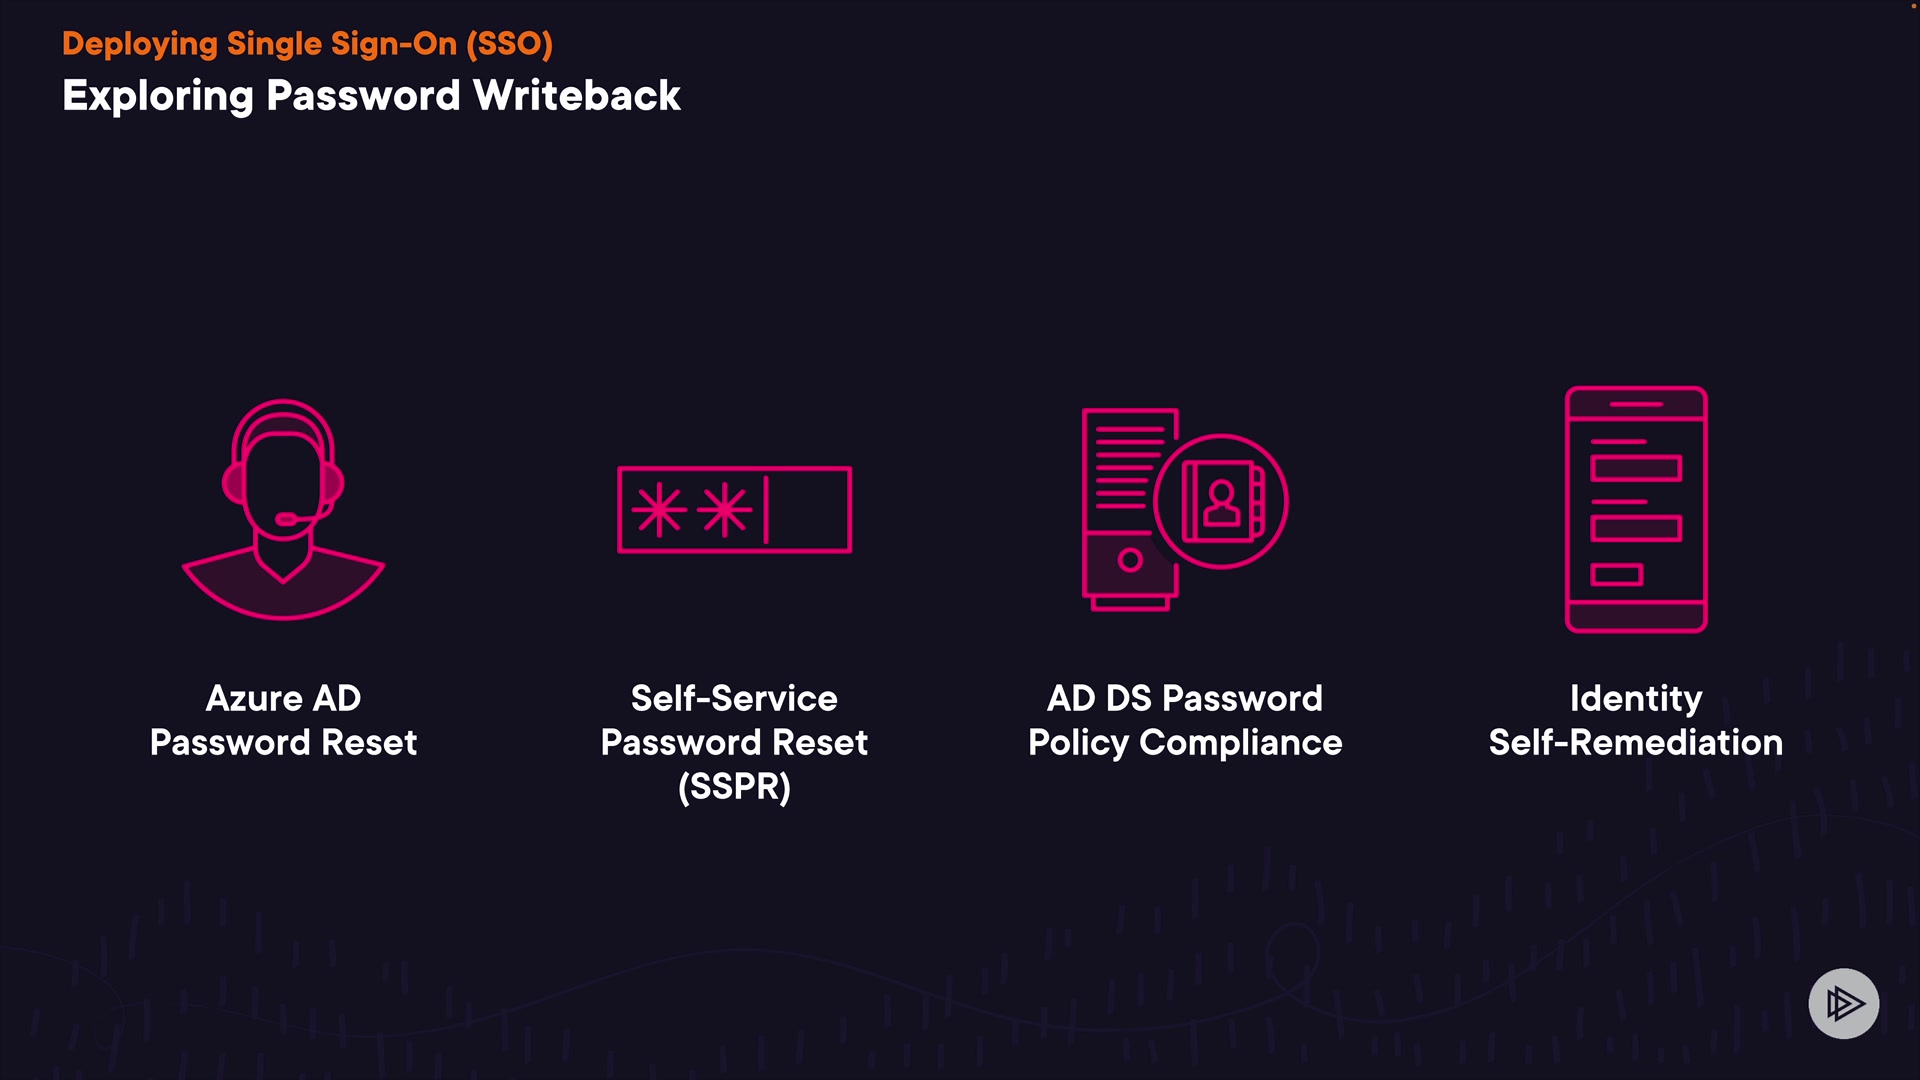 Deploying Single Sign-On (SSO)
Exploring Password Writeback
Azure AD
Password Reset
Self-Service
Password Reset
(SSPR)
AD DS Password
Policy Compliance
Identity
Self-Remediation